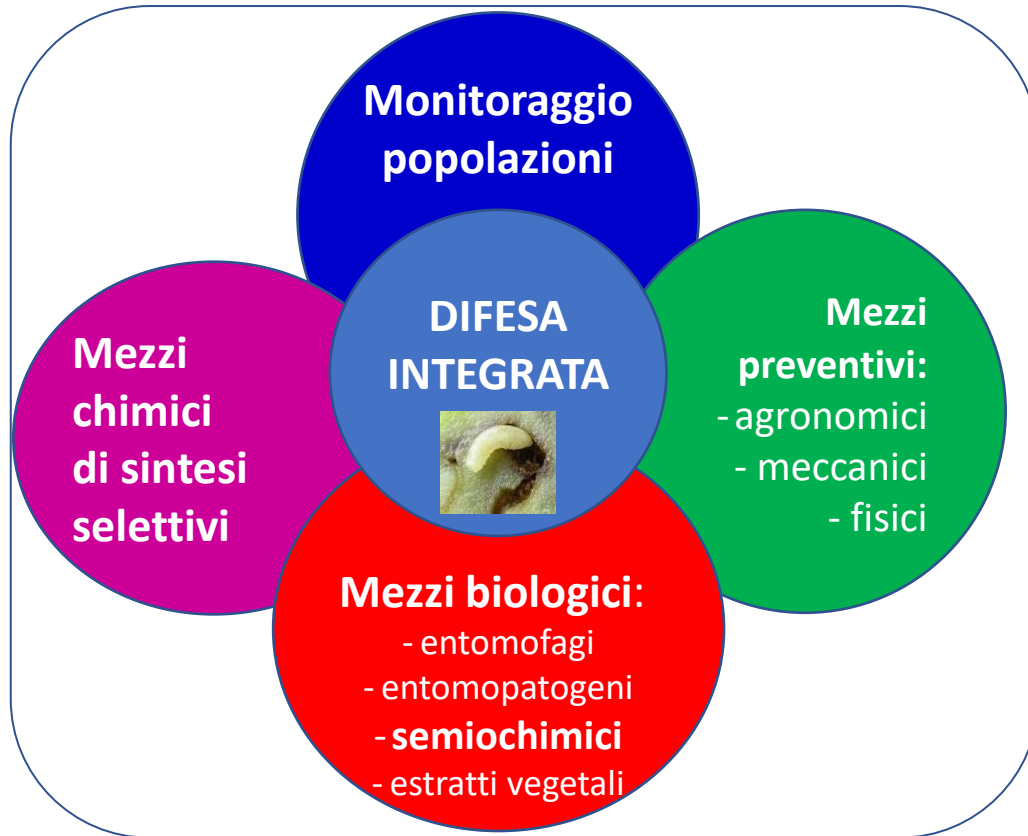 Monitoraggio
popolazioni
DIFESA
INTEGRATA
Mezzi
chimici
di sintesi
selettivi
Mezzi
preventivi:
- agronomici
- meccanici
- fisici
Mezzi biologici:
- entomofagi
- entomopatogeni
- semiochimici
- estratti vegetali